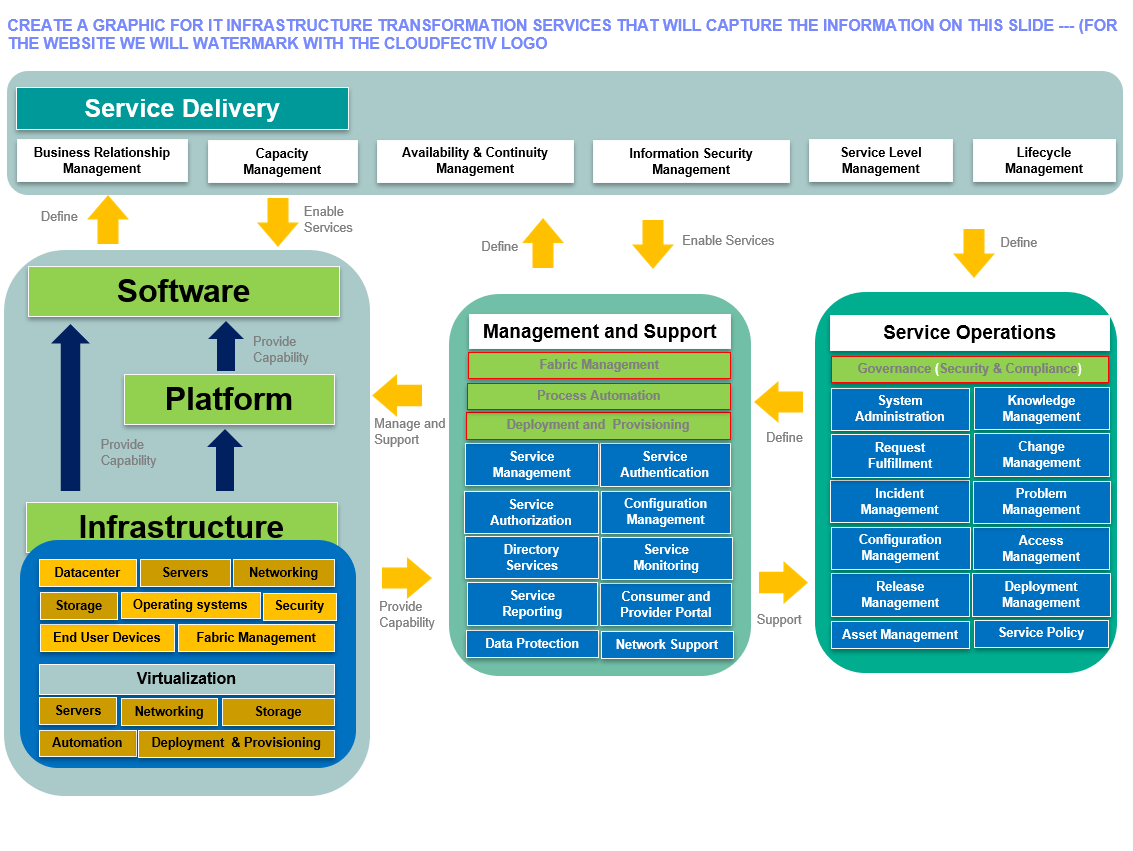 CREATE A GRAPHIC FOR IT INFRASTRUCTURE TRANSFORMATION SERVICES THAT WILL CAPTURE THE INFORMATION ON THIS SLIDE --- (FOR
THE WEBSITE WE WILL WATERMARK WITH THE CLOUDFECTIV LOGO
Service Delivery
Business Relationship
Management
Capacity
Management
Availability & Continuity
Management
Information Security
Management
Service Level
Management
Lifecycle
Management
Define
Enable
Services
Define
Enable Services
Define
Software
Provide
Capability
Platform
Provide
Capability
Infrastructure
Datacenter
Servers
Networking
Storage
Operating systems
Security
End User Devices
Fabric Management
Virtualization
Servers
Networking
Storage
Automation
Deployment & Provisioning
Manage and
Support
Provide
Capability
Management and Support
Fabric Management
Process Automation
Deployment and Provisioning
Service
Management
Service
Authentication
Service
Authorization
Configuration
Management
Directory
Services
Service
Monitoring
Service
Reporting
Consumer and
Provider Portal
Data Protection
Network Support
Define
Support
Service Operations
Governance (Security & Compliance)
System
Administration
Knowledge
Management
Request
Fulfillment
Change
Management
Incident
Management
Problem
Management
Configuration
Management
Access
Management
Release
Management
Deployment
Management
Asset Management
Service Policy